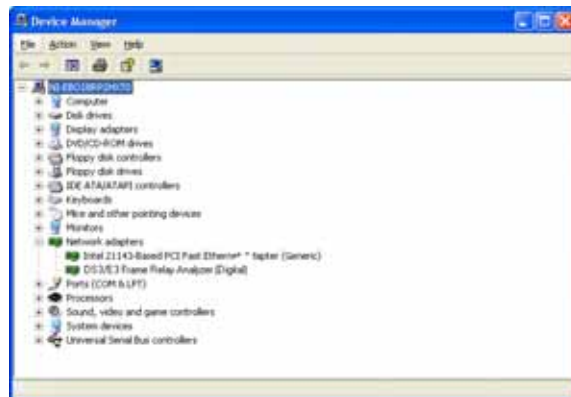 Device Manager
File Action View Help
Computer
Disk drives
Display adapters
DVD/CD-ROM drives
Floppy disk controllers
Floppy disk drives
IDE ATA/ATAPI controllers
Keyboards
Mice and other pointing devices
Monitors
Network adapters
Intel 21143-Based PCI Fast (Generic)
DS3/E3 Frame Relay Analyzer (Digital)
Ports (COM & LPT)
Processors
Sound, video and game controllers
System devices
Universal Serial Bus controllers